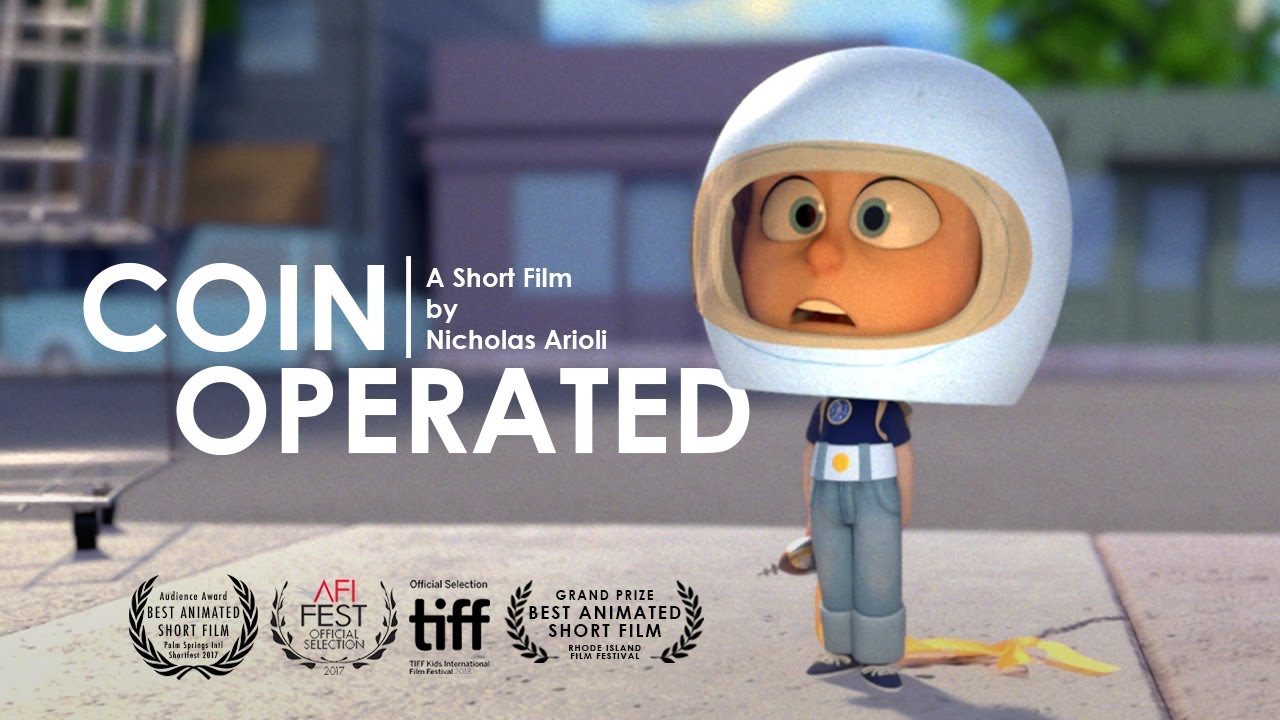 COIN
OPERATED
A Short Film
by
Nicholas Arioli
Audience Award
BEST ANIMATED
SHORT FILM
Palm Springs Intl
Shortfest 2017
AFI
FEST
OFFICIAL
SELECTION
2017
Official Selection
tiff
TIFF Kids International
Film Festival 2018
GRAND PRIZE
BEST ANIMATED
SHORT FILM
RHODE ISLAND
FILM FESTIVAL